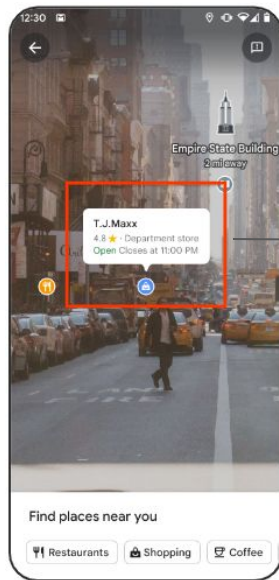 12:30
Empire State Building
2 mi away
T.J.Maxx
4.8 ★ · Department store
Open Closes at 11:00 PM
Find places near you
Restaurants
Shopping
Coffee